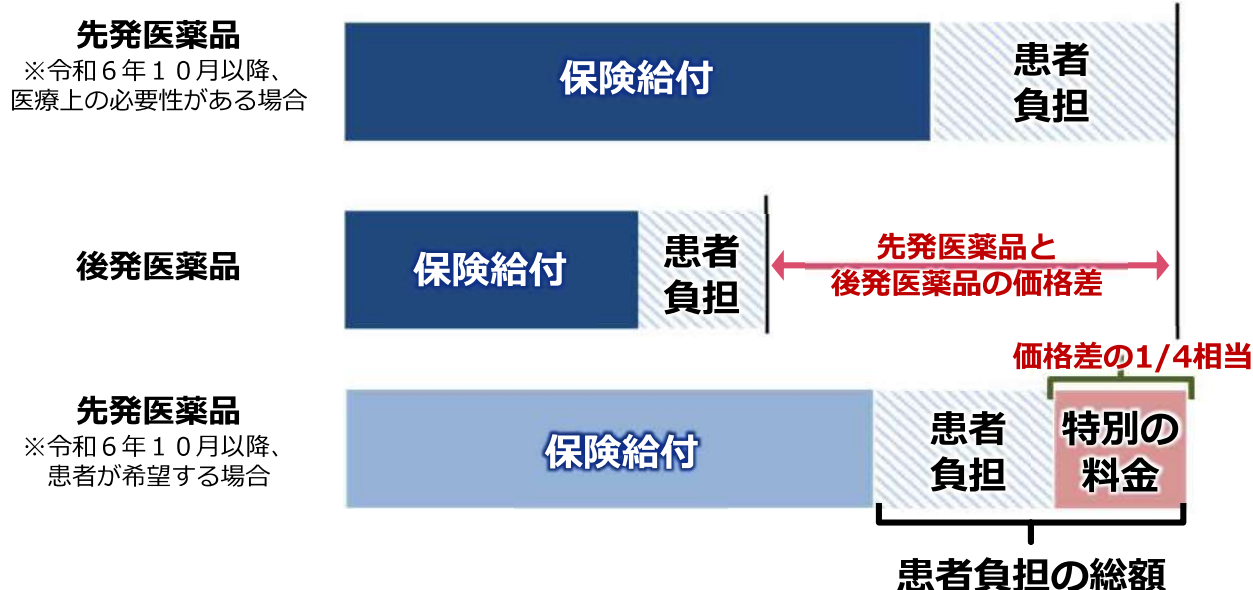 先発医薬品
※令和６年１０月以降、
医療上の必要性がある場合
保険給付
患者
負担
後発医薬品
保険給付
患者
負担
先発医薬品と
後発医薬品の価格差
価格差の1/4相当
先発医薬品
※令和６年１０月以降、
患者が希望する場合
保険給付
患者
負担
特別の
料金
患者負担の総額